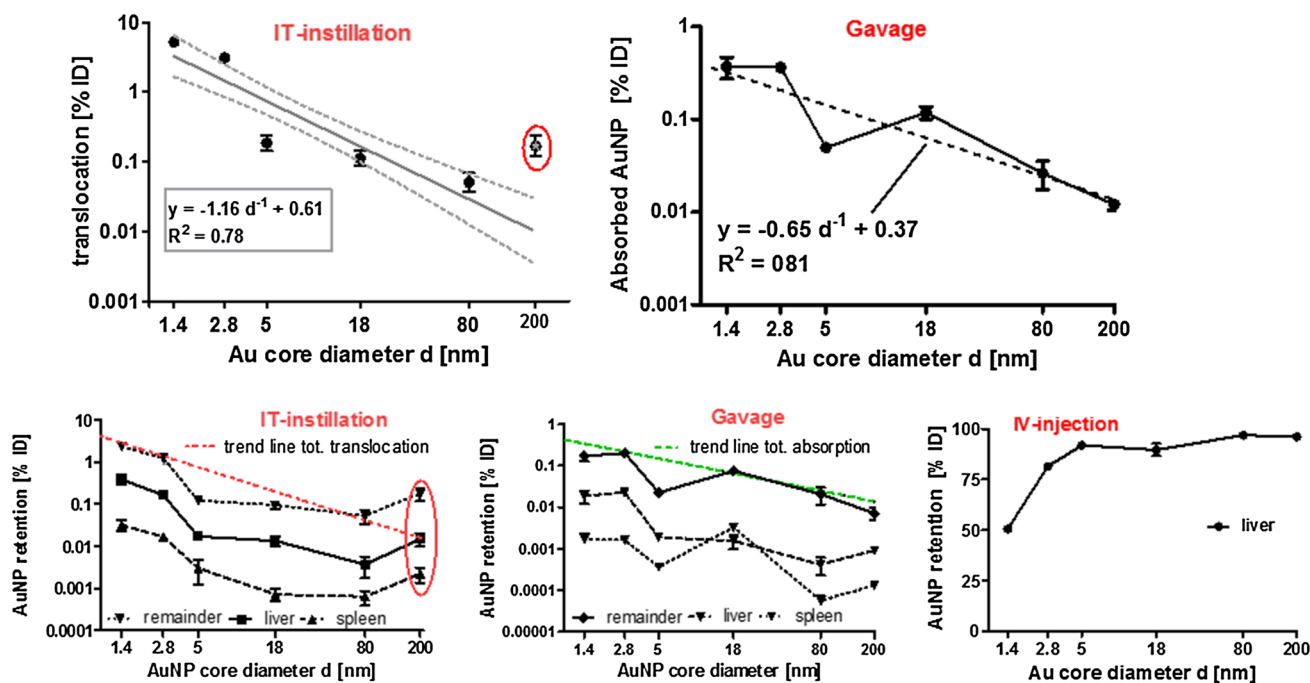 IT-instillation
translocation [% ID]
10
1
0.1
0.01
0.001
y = -1.16 d⁻¹ + 0.61
R² = 0.78
1.4 2.8 5 18 80 200
Au core diameter d [nm]
Gavage
Absorbed AuNP [% ID]
1
0.1
0.01
0.001
y = -0.65 d⁻¹ + 0.37
R² = 081
1.4 2.8 5 18 80 200
Au core diameter d [nm]
IT-instillation
trend line tot. translocation
AuNP retention [% ID]
10
1
0.1
0.01
0.001
0.0001
remainder liver spleen
1.4 2.8 5 18 80 200
AuNP core diameter d [nm]
Gavage
trend line tot. absorption
AuNP retention [% ID]
1
0.1
0.01
0.001
0.0001
0.00001
remainder liver spleen
1.4 2.8 5 18 80 200
AuNP core diameter d [nm]
IV-injection
AuNP retention [% ID]
100
75
50
25
0
liver
1.4 2.8 5 18 80 200
Au core diameter d [nm]